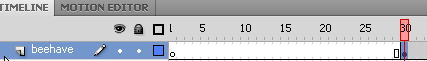 TIMELINE MOTION EDITOR
1 5 10 15 20 25 30
beehave